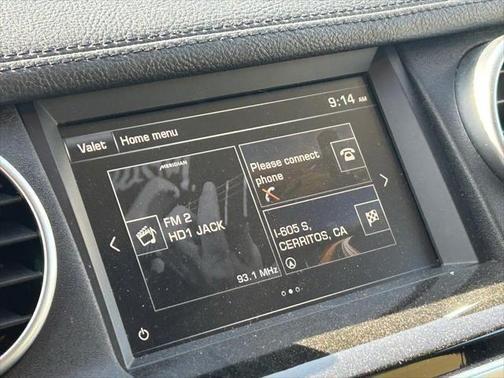 9:14 AM
Valet Home menu
MERIDIAN
FM 2
HD1 JACK
93.1 MHz
Please connect
phone
I-605 S,
CERRITOS, CA